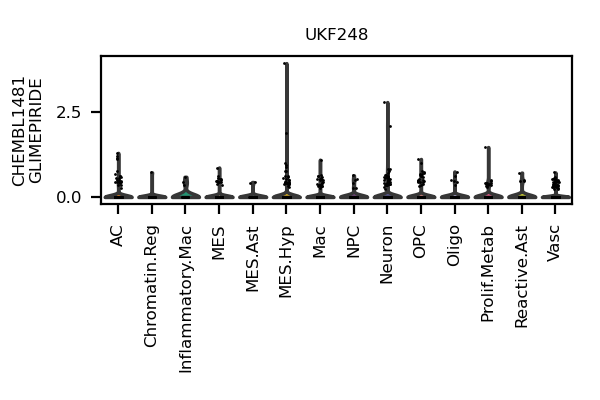 UKF248
CHEMBL1481
GLIMEPIRIDE
2.5
0.0
AC
Chromatin.Reg
Inflammatory.Mac
MES
MES.Ast
MES.Hyp
Mac
NPC
Neuron
OPC
Oligo
Prolif.Metab
Reactive.Ast
Vasc